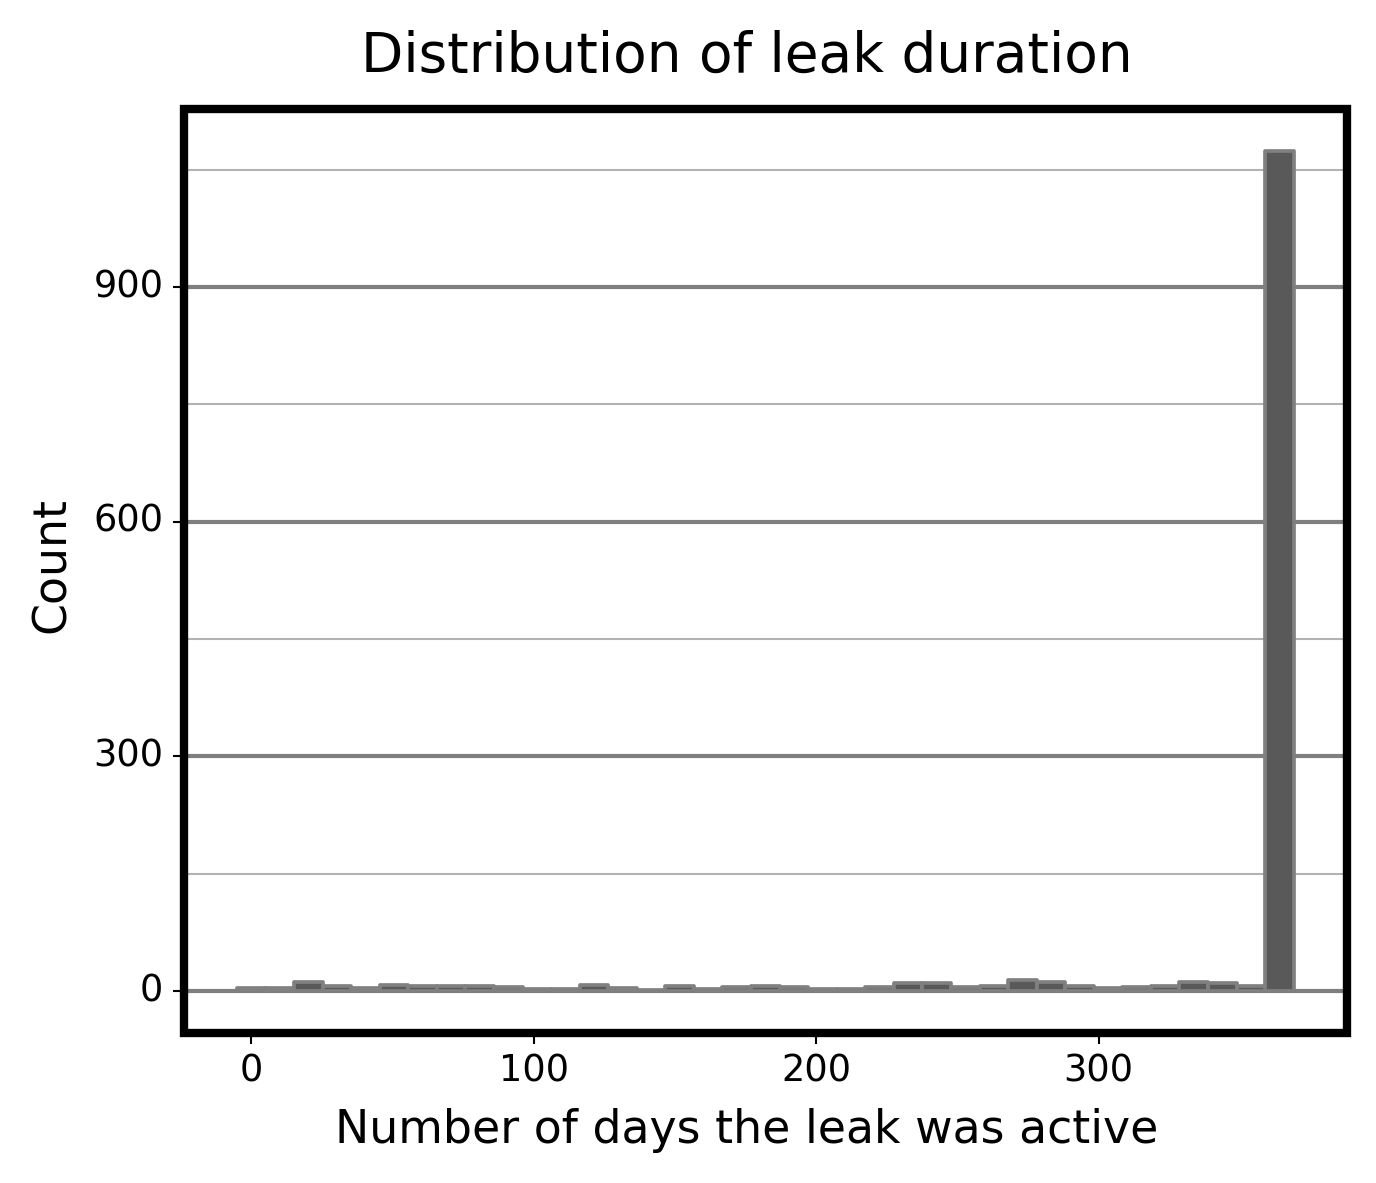 Distribution of leak duration
900
600
300
0
Count
0 100 200 300
Number of days the leak was active